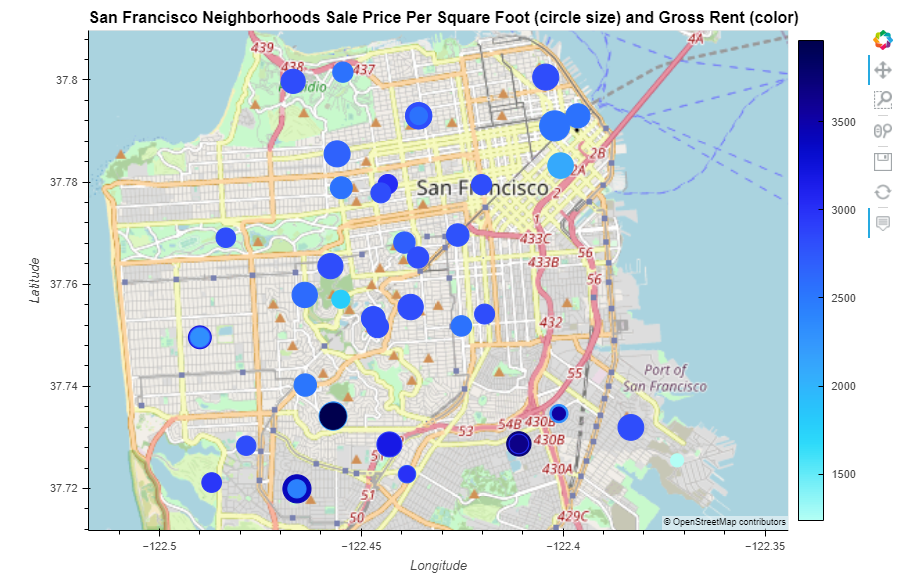 San Francisco Neighborhoods Sale Price Per Square Foot (circle size) and Gross Rent (color)
439
438
437
4A
37.8
3500
2B
2A
37.78
San Francisco
2
3000
1
433C
56
433B
37.76
56
2500
432
Port of
San Francisco
55
37.74
2000
53
54B
430B
430B
430A
1500
37.72
51
50
429C
© OpenStreetMap contributors
−122.5
−122.45
−122.4
−122.35
Latitude
Longitude